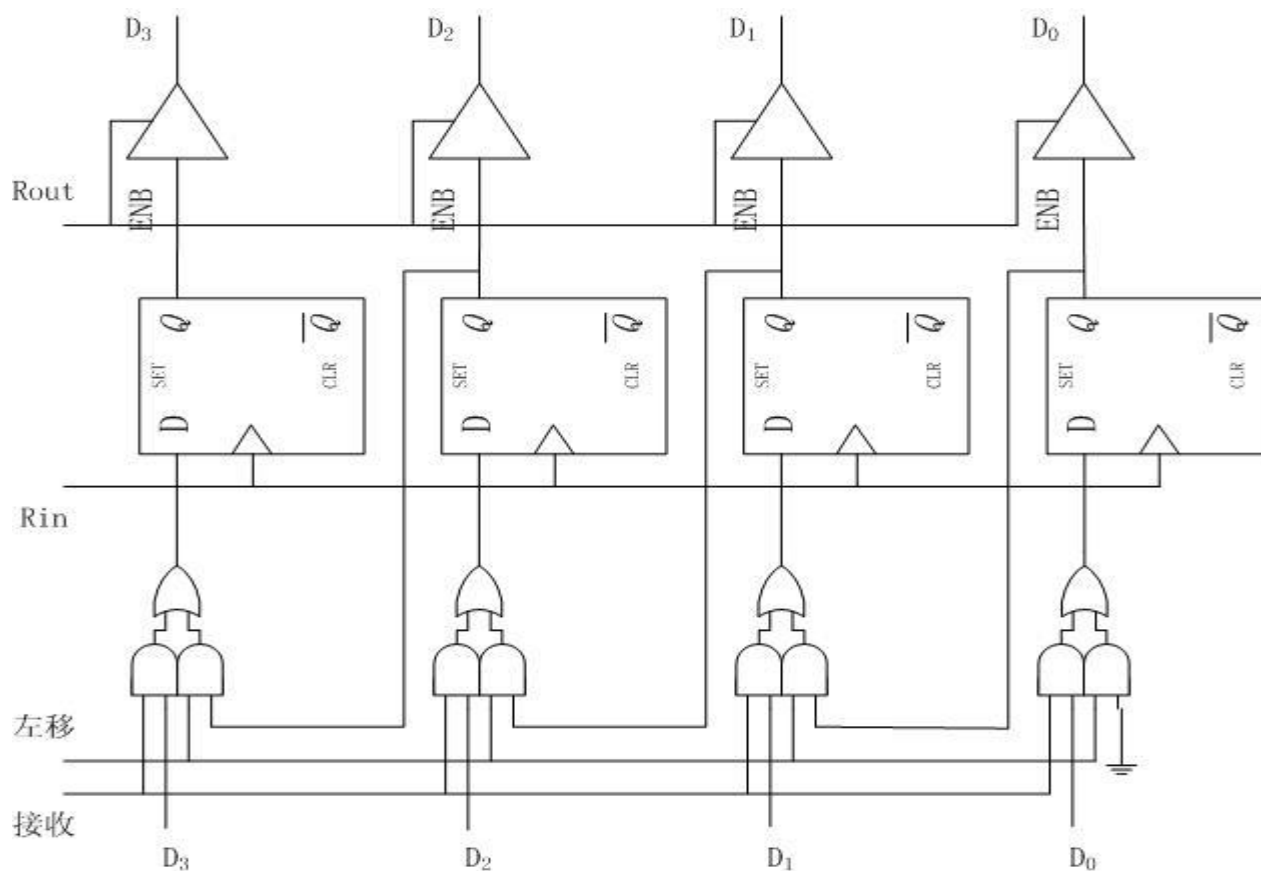 D₃ D₂ D₁ D₀
Rout
ENB ENB ENB ENB
Q Q̅ Q Q̅ Q Q̅ Q Q̅
SET CLR SET CLR SET CLR SET CLR
D D D D
Rin
左移
接收
D₃ D₂ D₁ D₀